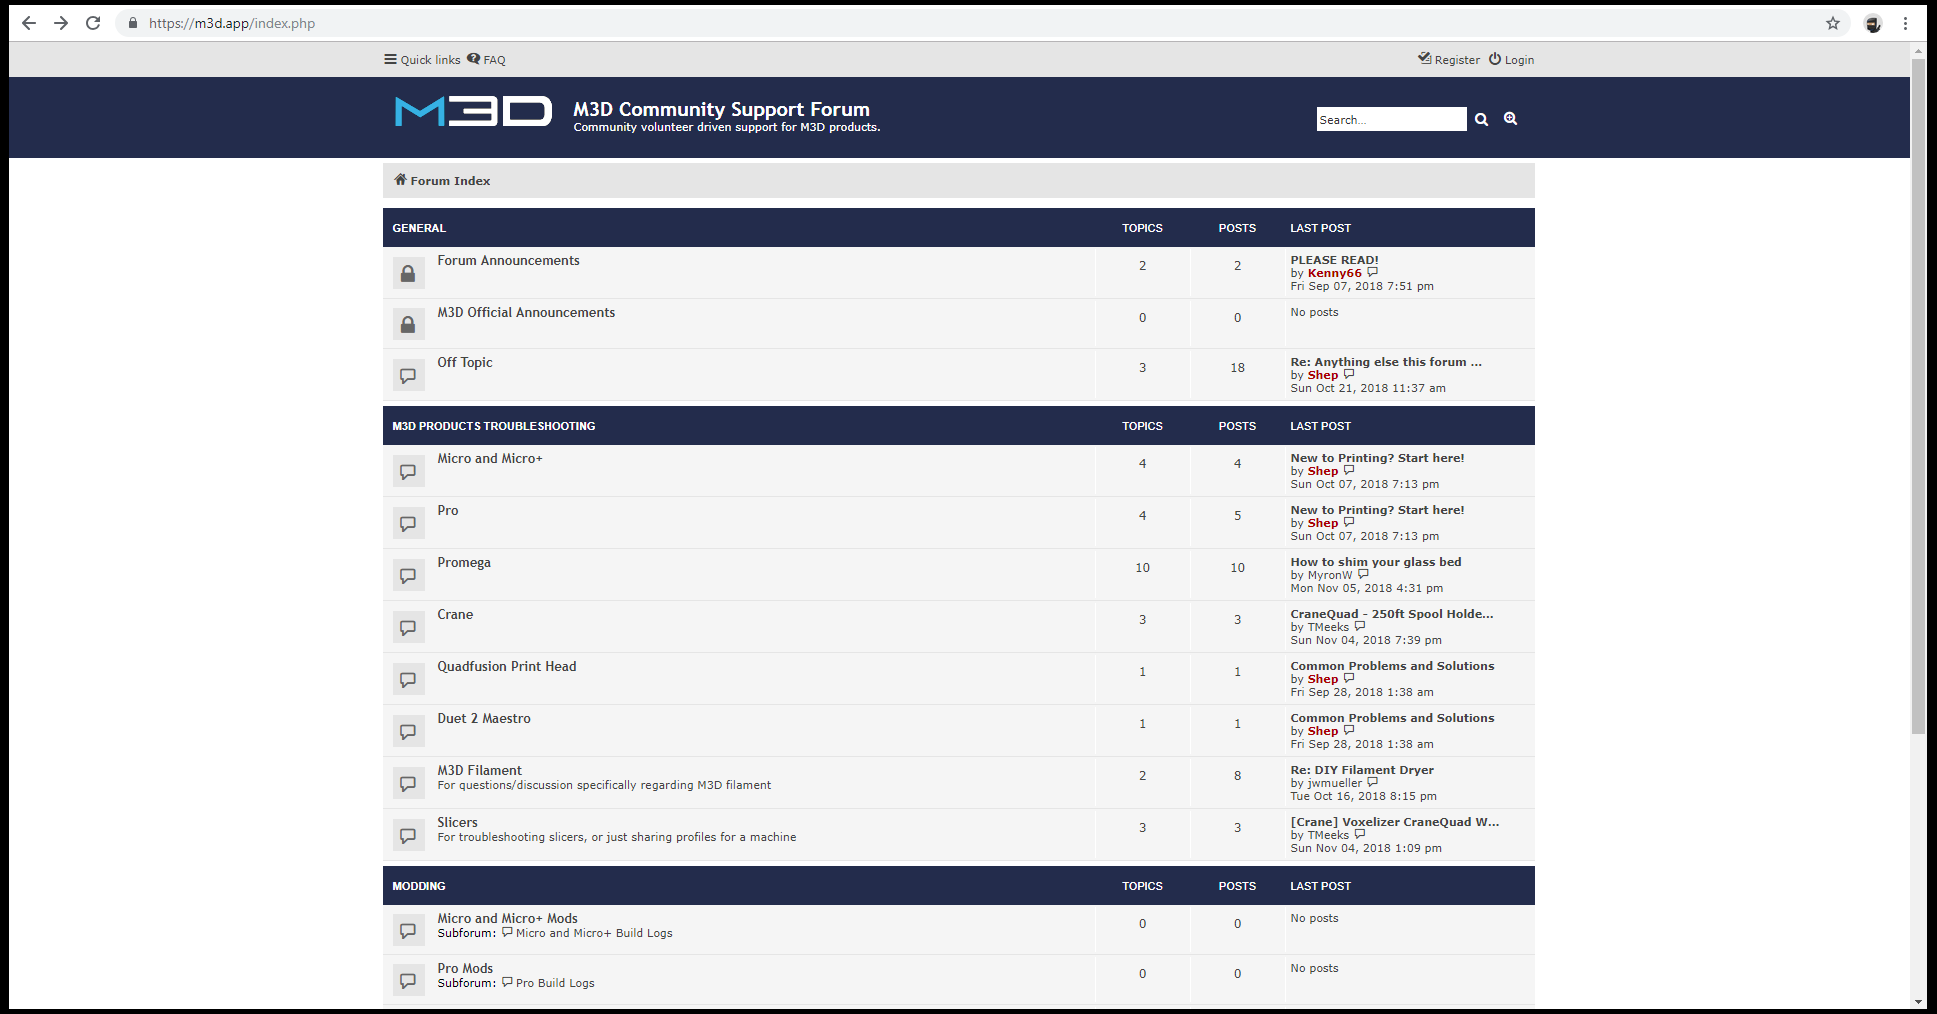 https://m3d.app/index.php
Quick links FAQ Register Login
M3D M3D Community Support Forum
Community volunteer driven support for M3D products.
Search...
Forum Index
GENERAL TOPICS POSTS LAST POST
Forum Announcements 2 2 PLEASE READ!
by Kenny66
Fri Sep 07, 2018 7:51 pm
M3D Official Announcements 0 0 No posts
Off Topic 3 18 Re: Anything else this forum ...
by Shep
Sun Oct 21, 2018 11:37 am
M3D PRODUCTS TROUBLESHOOTING TOPICS POSTS LAST POST
Micro and Micro+ 4 4 New to Printing? Start here!
by Shep
Sun Oct 07, 2018 7:13 pm
Pro 4 5 New to Printing? Start here!
by Shep
Sun Oct 07, 2018 7:13 pm
Promega 10 10 How to shim your glass bed
by MyronW
Mon Nov 05, 2018 4:31 pm
Crane 3 3 CraneQuad - 250ft Spool Holde...
by TMeeks
Sun Nov 04, 2018 7:39 pm
Quadfusion Print Head 1 1 Common Problems and Solutions
by Shep
Fri Sep 28, 2018 1:38 am
Duet 2 Maestro 1 1 Common Problems and Solutions
by Shep
Fri Sep 28, 2018 1:38 am
M3D Filament 2 8 Re: DIY Filament Dryer
For questions/discussion specifically regarding M3D filament by jwmueller
Tue Oct 16, 2018 8:15 pm
Slicers 3 3 [Crane] Voxelizer CraneQuad W...
For troubleshooting slicers, or just sharing profiles for a machine by TMeeks
Sun Nov 04, 2018 1:09 pm
MODDING TOPICS POSTS LAST POST
Micro and Micro+ Mods 0 0 No posts
Subforum: Micro and Micro+ Build Logs
Pro Mods 0 0 No posts
Subforum: Pro Build Logs